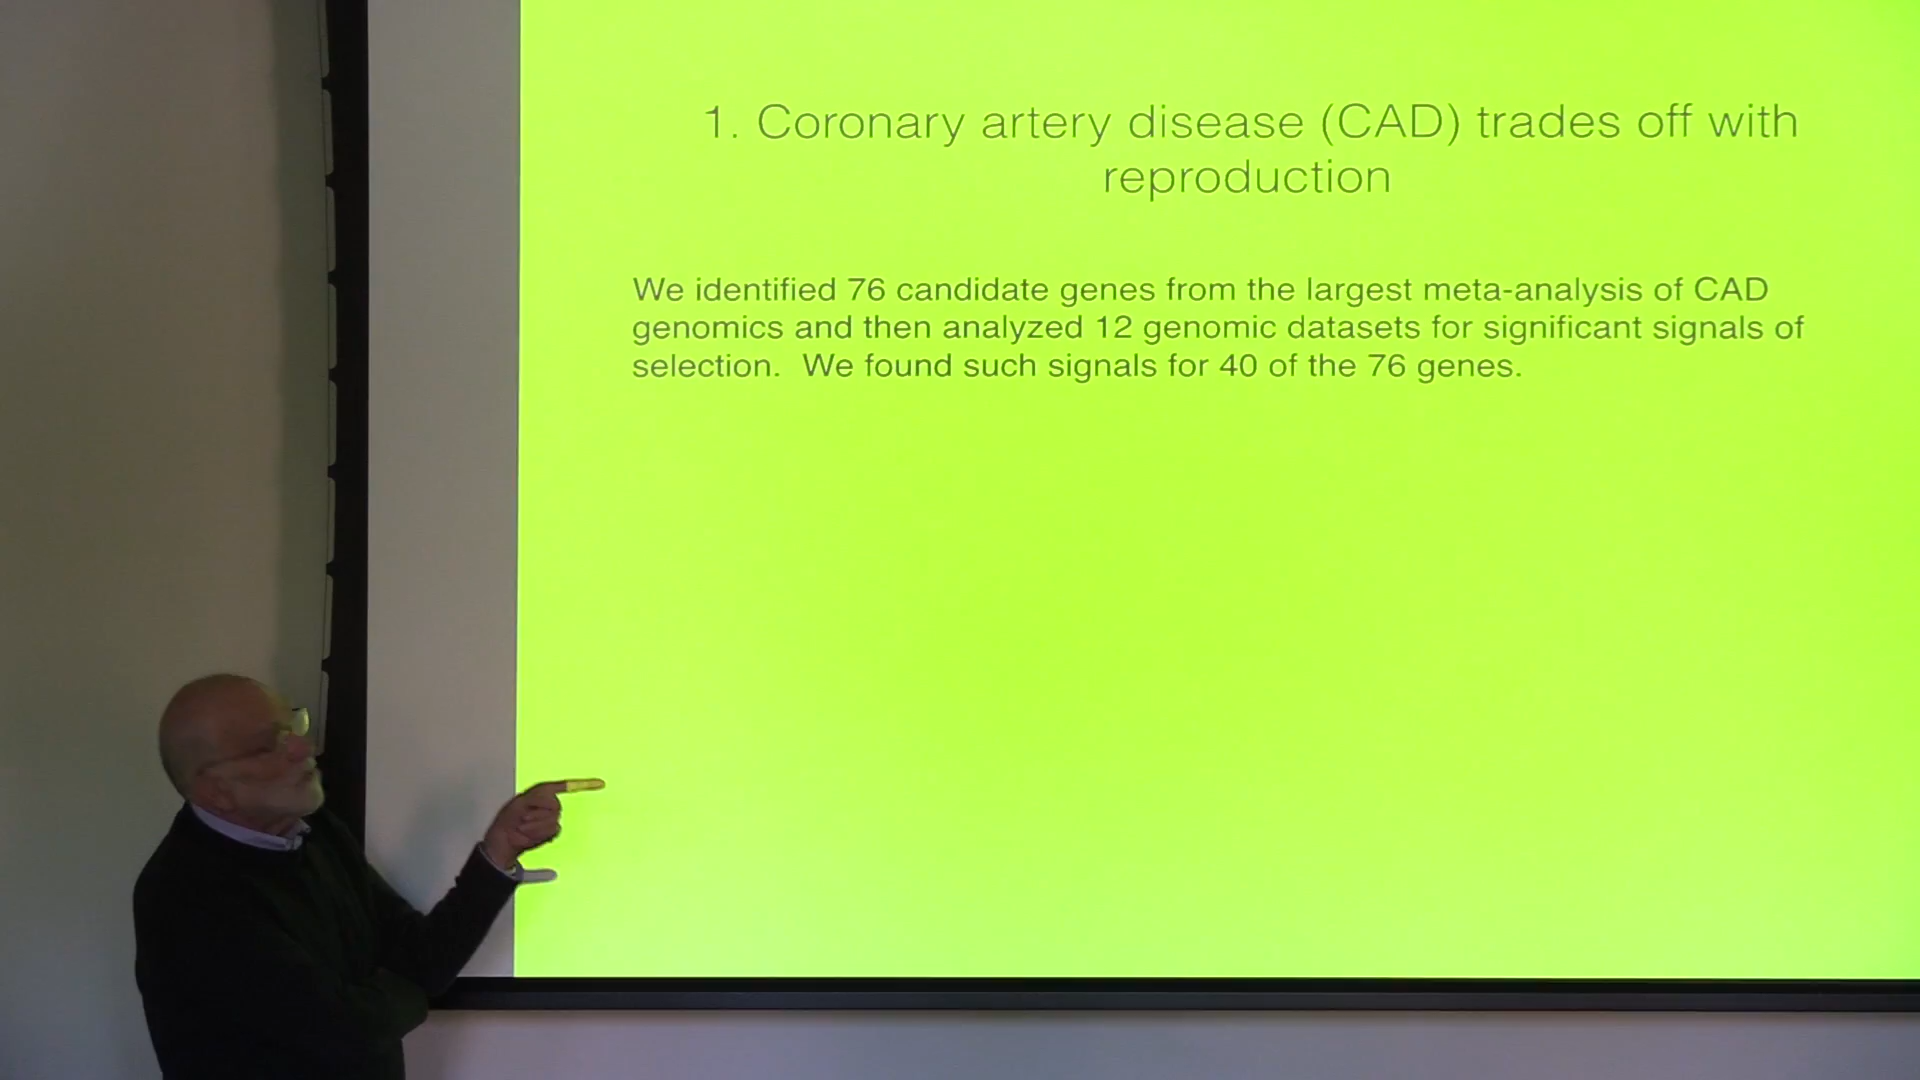 1. Coronary artery disease (CAD) trades off with
reproduction
We identified 76 candidate genes from the largest meta-analysis of CAD
genomics and then analyzed 12 genomic datasets for significant signals of
selection.  We found such signals for 40 of the 76 genes.